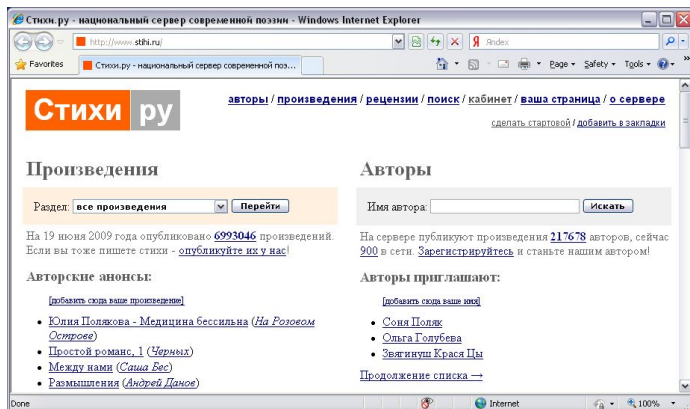 Стихи.ру - национальный сервер современной поэзии - Windows Internet Explorer
http://www.stihi.ru/
Яndex
Favorites
Стихи.ру - национальный сервер современной поэ...
Page
Safety
Tools
Стихи ру
авторы / произведения / рецензии / поиск / кабинет / ваша страница / о сервере
сделать стартовой / добавить в закладки
Произведения
Раздел: все произведения Перейти
На 19 июня 2009 года опубликовано 6993046 произведений.
Если вы тоже пишете стихи - опубликуйте их у нас!
Авторские анонсы:
[добавить сюда ваше произведение]
• Юлия Полякова - Медицина бессильна (На Розовом
Острове)
• Простой романс, 1 (Черных)
• Между нами (Саша Бес)
• Размышления (Андрей Данов)
Авторы
Имя автора: Искать
На сервере публикуют произведения 217678 авторов, сейчас
900 в сети. Зарегистрируйтесь и станьте нашим автором!
Авторы приглашают:
[добавить сюда ваше имя]
• Соня Поляк
• Ольга Голубева
• Звягинуш Крася Цы
Продолжение списка →
Done
Internet
100%